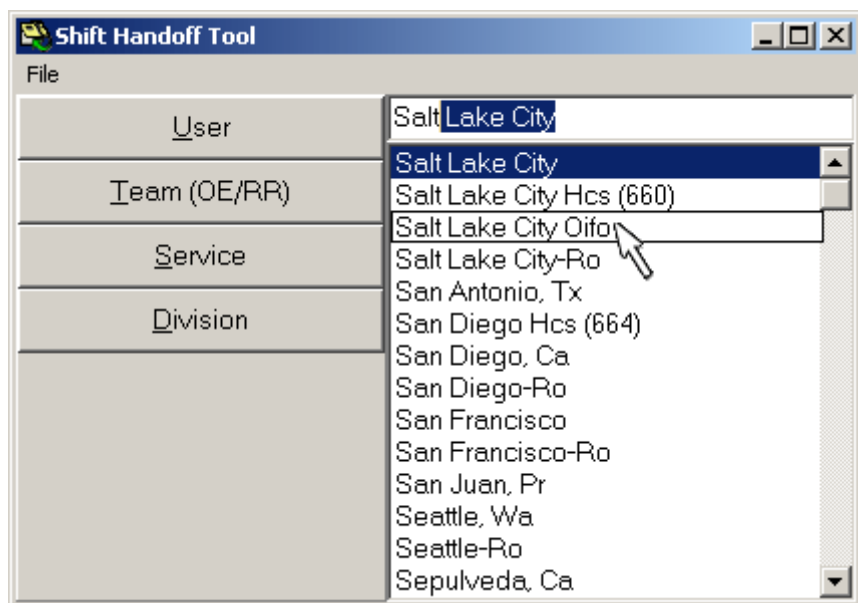 Shift Handoff Tool
File
User
Team (OE/RR)
Service
Division
Salt Lake City
Salt Lake City
Salt Lake City Hcs (660)
Salt Lake City Oifo
Salt Lake City-Ro
San Antonio, Tx
San Diego Hcs (664)
San Diego, Ca
San Diego-Ro
San Francisco
San Francisco-Ro
San Juan, Pr
Seattle, Wa
Seattle-Ro
Sepulveda, Ca